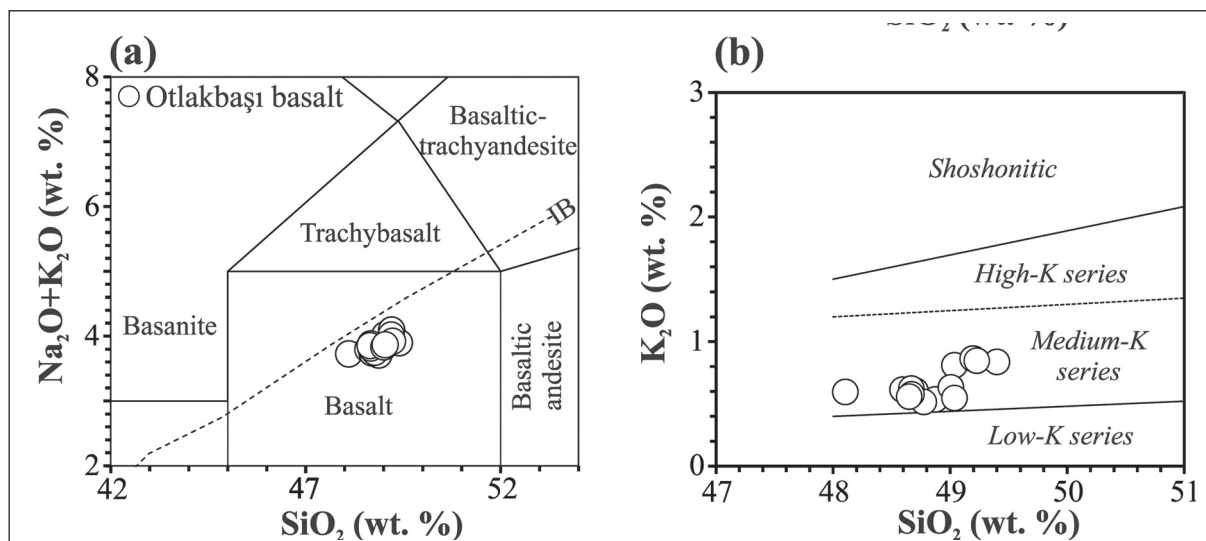 (a)
8
6
4
2
42
47
52
Na₂O+K₂O (wt. %)
SiO₂ (wt. %)
Otlakbaşı basalt
Basaltic-
trachyandesite
IB
Trachybasalt
Basanite
Basalt
Basaltic
andesite
SiO₂ (wt. %)
(b)
3
2
1
0
47
48
49
50
51
K₂O (wt. %)
SiO₂ (wt. %)
Shoshonitic
High-K series
Medium-K
series
Low-K series